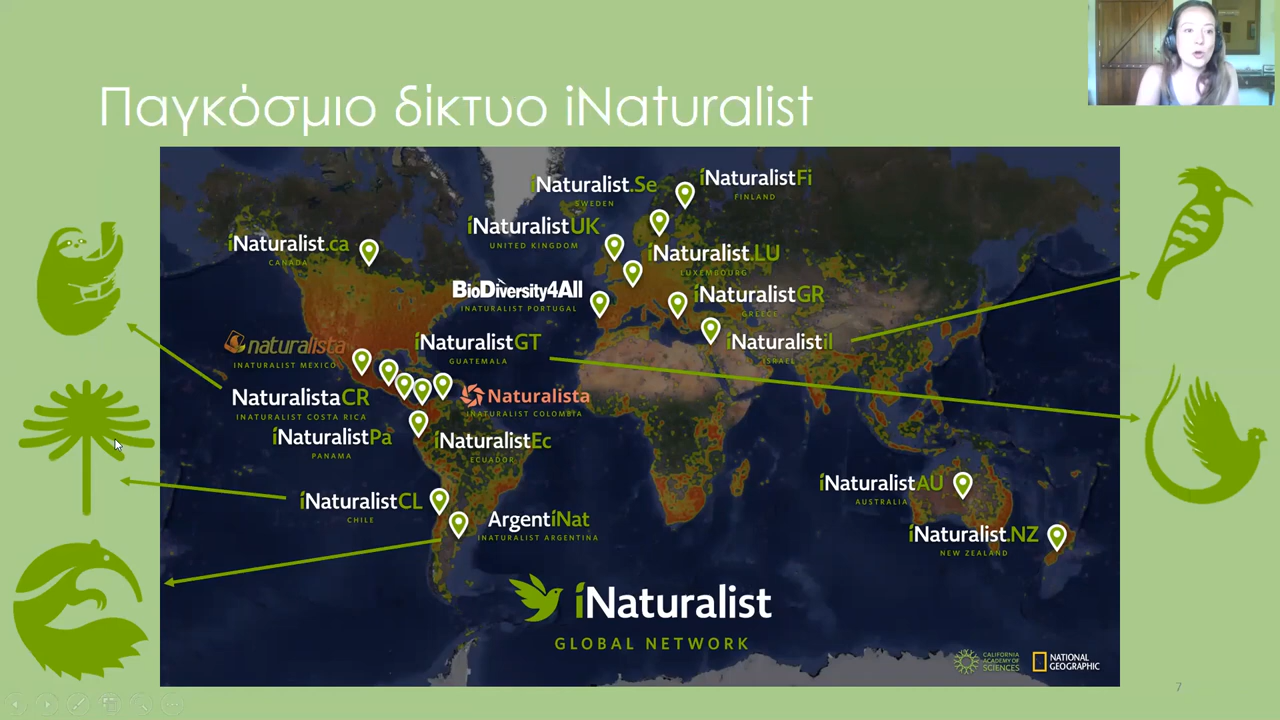 Παγκόσμιο δίκτυο iNaturalist
iNaturalist.Se
SWEDEN
iNaturalistFi
FINLAND
iNaturalistUK
UNITED KINGDOM
iNaturalist.ca
CANADA
iNaturalist.LU
LUXEMBOURG
BioDiversity4All
INATURALIST PORTUGAL
iNaturalistGR
GREECE
naturalista
INATURALIST MEXICO
iNaturalistGT
GUATEMALA
iNaturalistil
ISRAEL
NaturalistaCR
INATURALIST COSTA RICA
Naturalista
INATURALIST COLOMBIA
iNaturalistPa
PANAMA
iNaturalistEc
ECUADOR
iNaturalistCL
CHILE
ArgentiNat
INATURALIST ARGENTINA
iNaturalistAU
AUSTRALIA
iNaturalist.NZ
NEW ZEALAND
iNaturalist
GLOBAL NETWORK
CALIFORNIA
ACADEMY OF
SCIENCES
NATIONAL
GEOGRAPHIC
7